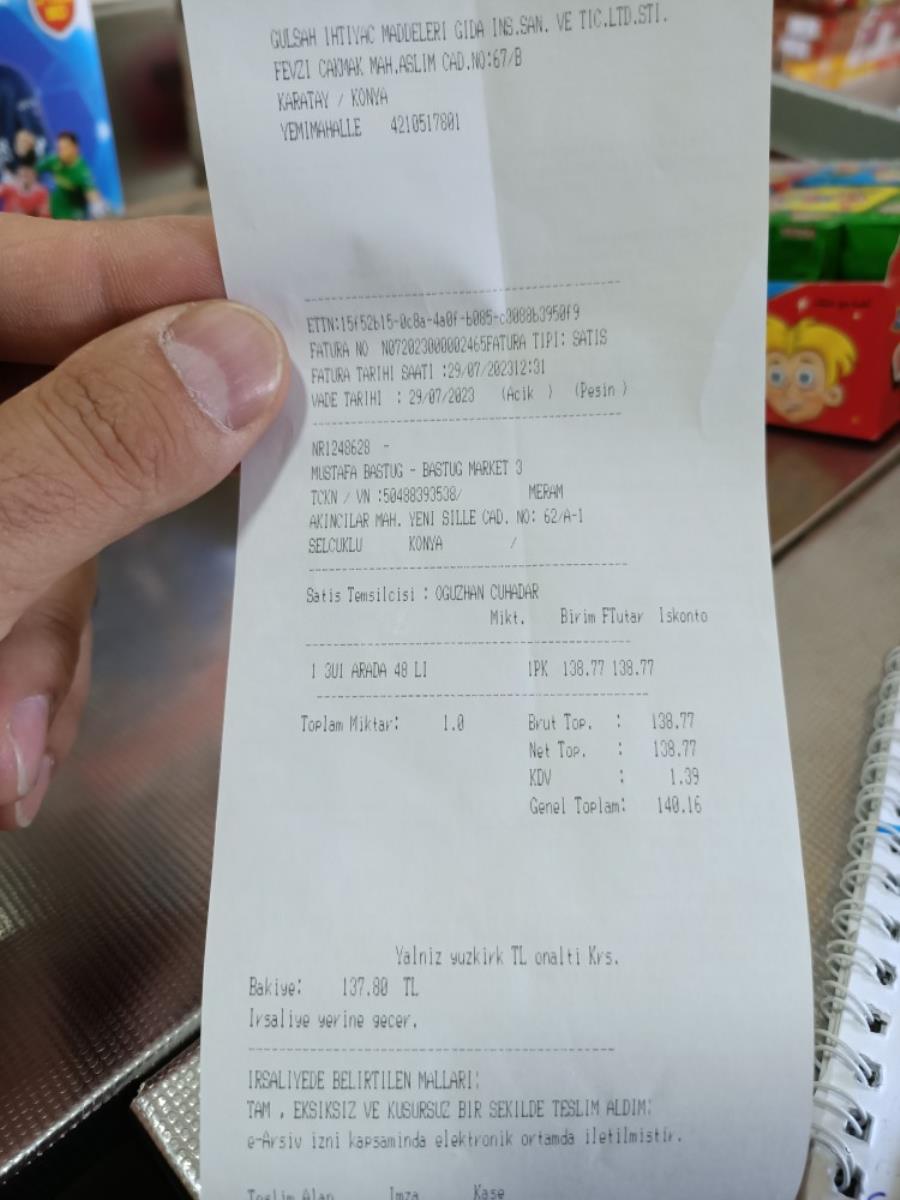 GULSAH IHTIYAC MADDELERI GIDA INS.SAN. VE TIC.LTD.STI.
FEVZI CAKMAK MAH.ASLIM CAD.NO:67/B
KARATAY / KONYA
YEMIMAHALLE 4210517801
ETTN:15f52b15-0c8a-4a0f-b085-c3088b3950f9
FATURA NO N072023000002465FATURA TIPI: SATIS
FATURA TARIHI SAATI :29/07/202312:31
VADE TARIHI : 29/07/2023 (Acik ) (Pesin )
NR1248628 -
MUSTAFA BASTUG - BASTUG MARKET 3
TCKN / VN :50488393538/ MERAM
AKINCILAR MAH. YENI SILLE CAD. NO: 62/A-1
SELCUKLU KONYA /
Satis Temsilcisi : OGUZHAN CUHADAR
Mikt. Birim FTutar Iskonto
1 3U1 ARADA 48 LI 1PK 138.77 138.77
Toplam Miktar: 1.0 Brut Top. : 138.77
Net Top. : 138.77
KDV : 1.39
Genel Toplam: 140.16
Yalniz yuzkirk TL onalti Krs.
Bakiye: 137.80 TL
Irsaliye yerine gecer.
IRSALIYEDE BELIRTILEN MALLARI:
TAM , EKSIKSIZ VE KUSURSUZ BIR SEKILDE TESLIM ALDIM:
e-Arsiv izni kapsaminda elektronik ortamda iletilmistir.
Teslim Alan Imza Kase